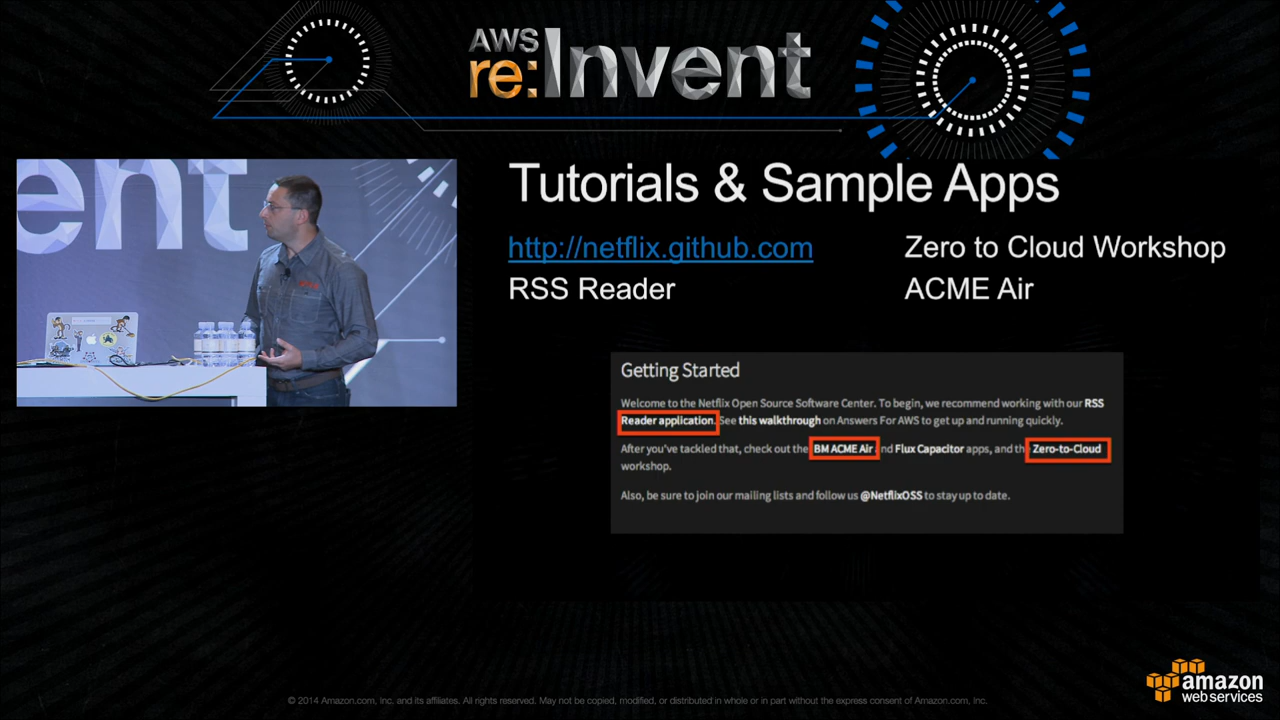 AWS
re:Invent
ent
Tutorials & Sample Apps
http://netflix.github.com
RSS Reader
Zero to Cloud Workshop
ACME Air
Getting Started
Welcome to the Netflix Open Source Software Center. To begin, we recommend working with our RSS
Reader application. See this walkthrough on Answers For AWS to get up and running quickly.
After you've tackled that, check out the BM ACME Air nd Flux Capacitor apps, and th Zero-to-Cloud
workshop.
Also, be sure to join our mailing lists and follow us @NetflixOSS to stay up to date.
amazon
web services
© 2014 Amazon.com, Inc. and its affiliates. All rights reserved. May not be copied, modified, or distributed in whole or in part without the express consent of Amazon.com, Inc.